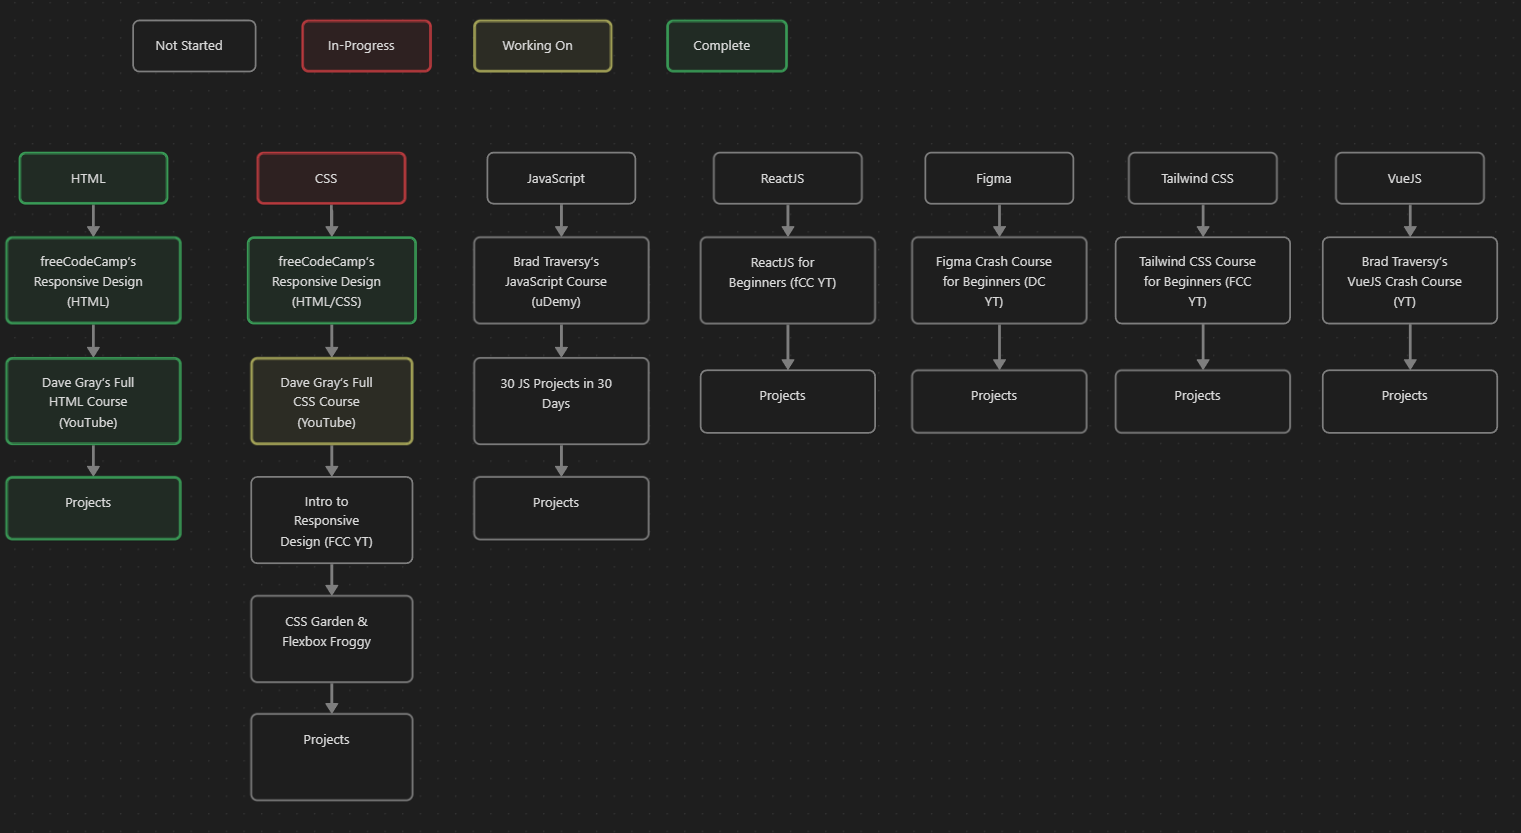 Not Started
In-Progress
Working On
Complete
HTML
freeCodeCamp's
Responsive Design
(HTML)
Dave Gray's Full
HTML Course
(YouTube)
Projects
CSS
freeCodeCamp's
Responsive Design
(HTML/CSS)
Dave Gray's Full
CSS Course
(YouTube)
Intro to
Responsive
Design (FCC YT)
CSS Garden &
Flexbox Froggy
Projects
JavaScript
Brad Traversy's
JavaScript Course
(uDemy)
30 JS Projects in 30
Days
Projects
ReactJS
ReactJS for
Beginners (fCC YT)
Projects
Figma
Figma Crash Course
for Beginners (DC
YT)
Projects
Tailwind CSS
Tailwind CSS Course
for Beginners (FCC
YT)
Projects
VueJS
Brad Traversy's
VueJS Crash Course
(YT)
Projects